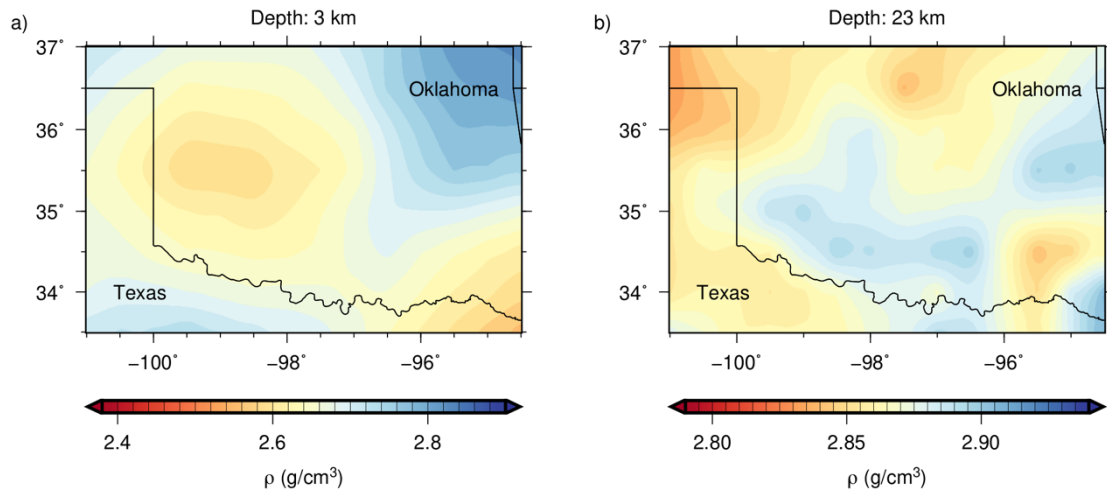 a) Depth: 3 km
37˚
36˚
35˚
34˚
Oklahoma
Texas
−100˚ −98˚ −96˚
2.4 2.6 2.8
ρ (g/cm³)
b) Depth: 23 km
37˚
36˚
35˚
34˚
Oklahoma
Texas
−100˚ −98˚ −96˚
2.80 2.85 2.90
ρ (g/cm³)